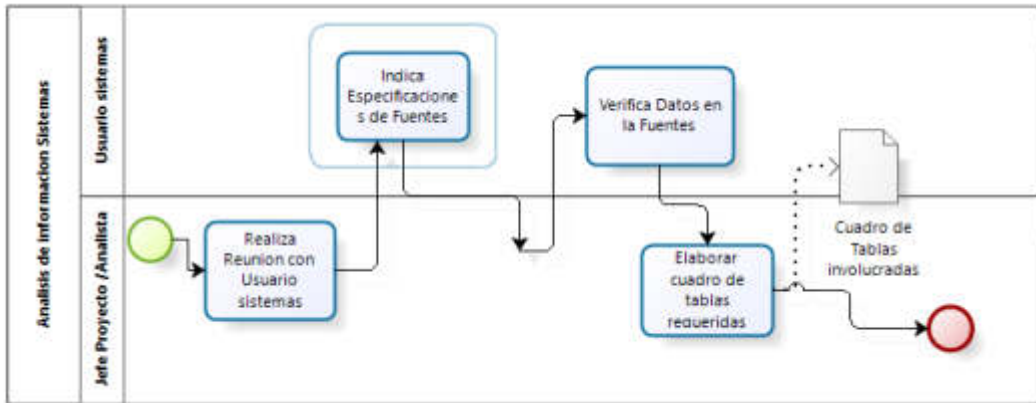 Analisis de informacion Sistemas
Usuario sistemas
Indica
Especificacione
s de Fuentes
Verifica Datos en
la Fuentes
Jefe Proyecto /Analista
Realiza
Reunion con
Usuario
sistemas
Elaborar
cuadro de
tablas
requeridas
Cuadro de
Tablas
involucradas